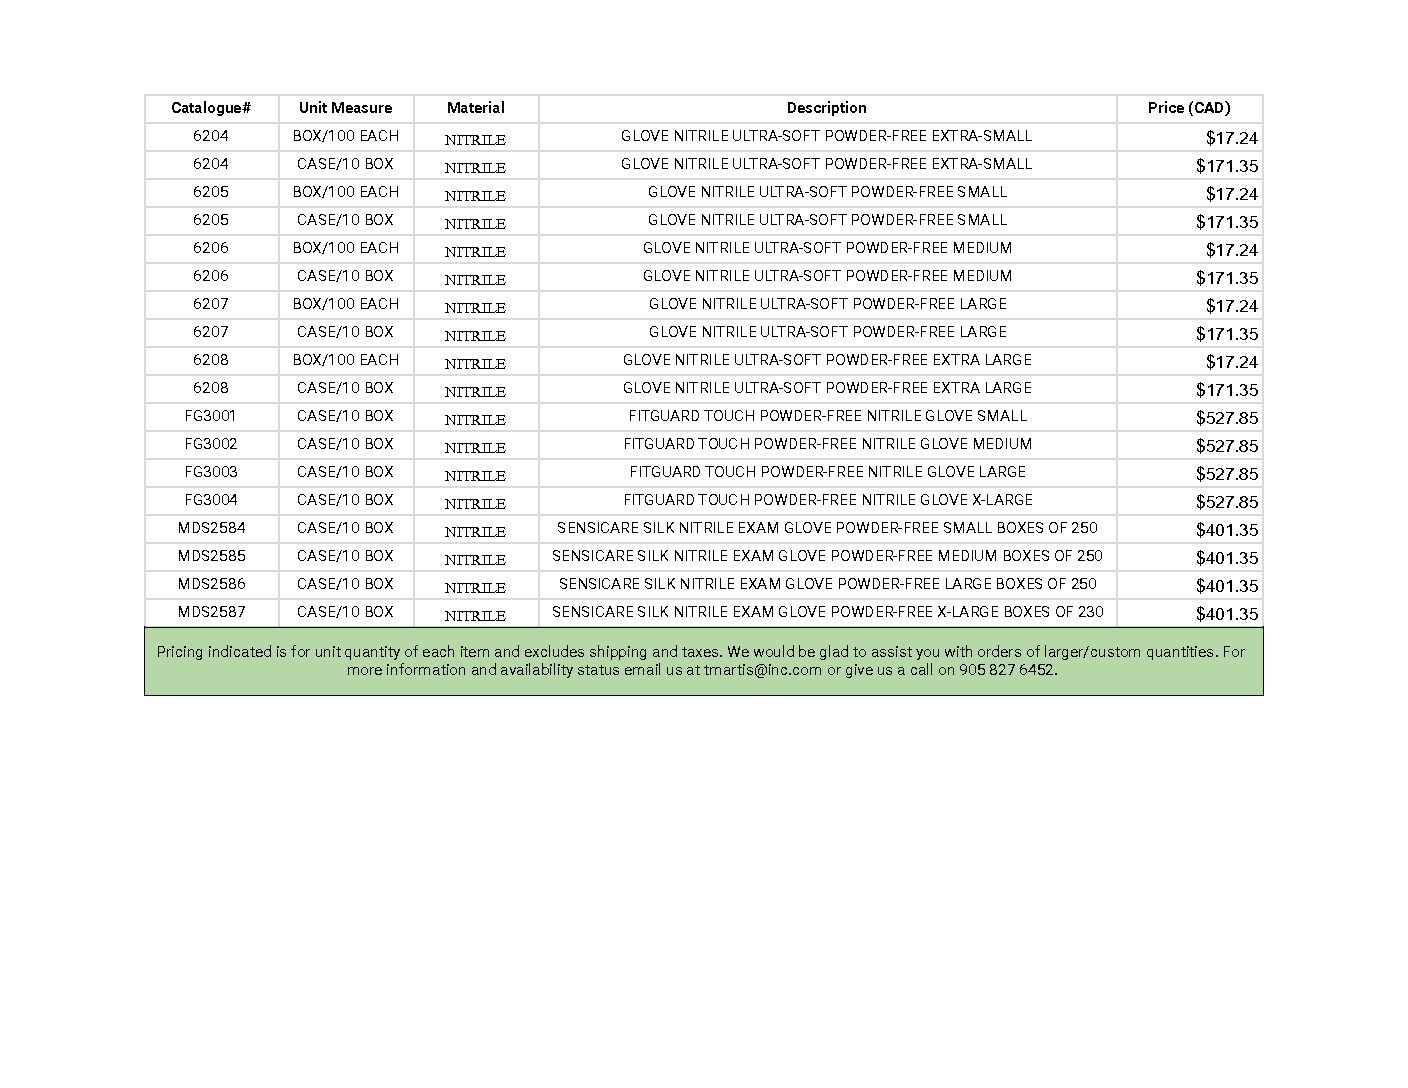 Catalogue# Unit Measure Material Description Price (CAD)
6204 BOX/100 EACH NITRILE GLOVE NITRILE ULTRA-SOFT POWDER-FREE EXTRA-SMALL $17.24
6204 CASE/10 BOX NITRILE GLOVE NITRILE ULTRA-SOFT POWDER-FREE EXTRA-SMALL $171.35
6205 BOX/100 EACH NITRILE GLOVE NITRILE ULTRA-SOFT POWDER-FREE SMALL $17.24
6205 CASE/10 BOX NITRILE GLOVE NITRILE ULTRA-SOFT POWDER-FREE SMALL $171.35
6206 BOX/100 EACH NITRILE GLOVE NITRILE ULTRA-SOFT POWDER-FREE MEDIUM $17.24
6206 CASE/10 BOX NITRILE GLOVE NITRILE ULTRA-SOFT POWDER-FREE MEDIUM $171.35
6207 BOX/100 EACH NITRILE GLOVE NITRILE ULTRA-SOFT POWDER-FREE LARGE $17.24
6207 CASE/10 BOX NITRILE GLOVE NITRILE ULTRA-SOFT POWDER-FREE LARGE $171.35
6208 BOX/100 EACH NITRILE GLOVE NITRILE ULTRA-SOFT POWDER-FREE EXTRA LARGE $17.24
6208 CASE/10 BOX NITRILE GLOVE NITRILE ULTRA-SOFT POWDER-FREE EXTRA LARGE $171.35
FG3001 CASE/10 BOX NITRILE FITGUARD TOUCH POWDER-FREE NITRILE GLOVE SMALL $527.85
FG3002 CASE/10 BOX NITRILE FITGUARD TOUCH POWDER-FREE NITRILE GLOVE MEDIUM $527.85
FG3003 CASE/10 BOX NITRILE FITGUARD TOUCH POWDER-FREE NITRILE GLOVE LARGE $527.85
FG3004 CASE/10 BOX NITRILE FITGUARD TOUCH POWDER-FREE NITRILE GLOVE X-LARGE $527.85
MDS2584 CASE/10 BOX NITRILE SENSICARE SILK NITRILE EXAM GLOVE POWDER-FREE SMALL BOXES OF 250 $401.35
MDS2585 CASE/10 BOX NITRILE SENSICARE SILK NITRILE EXAM GLOVE POWDER-FREE MEDIUM BOXES OF 250 $401.35
MDS2586 CASE/10 BOX NITRILE SENSICARE SILK NITRILE EXAM GLOVE POWDER-FREE LARGE BOXES OF 250 $401.35
MDS2587 CASE/10 BOX NITRILE SENSICARE SILK NITRILE EXAM GLOVE POWDER-FREE X-LARGE BOXES OF 230 $401.35
Pricing indicated is for unit quantity of each item and excludes shipping and taxes. We would be glad to assist you with orders of larger/custom quantities. For
more information and availability status email us at tmartis@inc.com or give us a call on 905 827 6452.